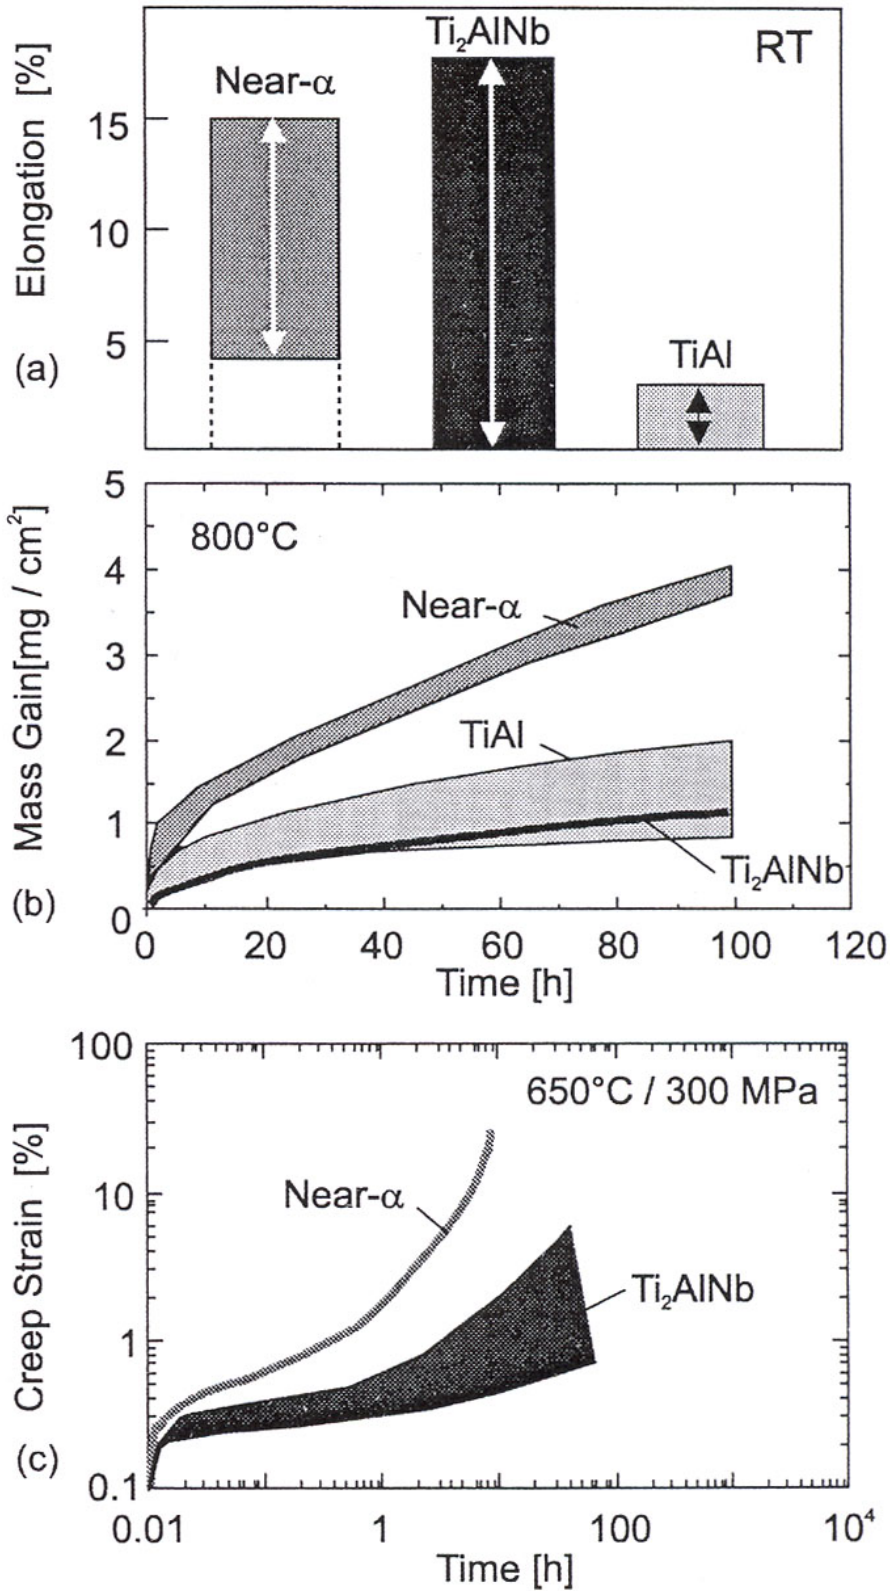 Ti₂AlNb
RT
Near-α
15
10
5
TiAl
Elongation [%]
(a)
5
800°C
4
Near-α
3
TiAl
2
1
Ti₂AlNb
0
Mass Gain[mg / cm²]
(b)
0 20 40 60 80 100 120
Time [h]
100
650°C / 300 MPa
10
Near-α
Ti₂AlNb
1
0.1
Creep Strain [%]
(c)
0.01 1 100 10⁴
Time [h]